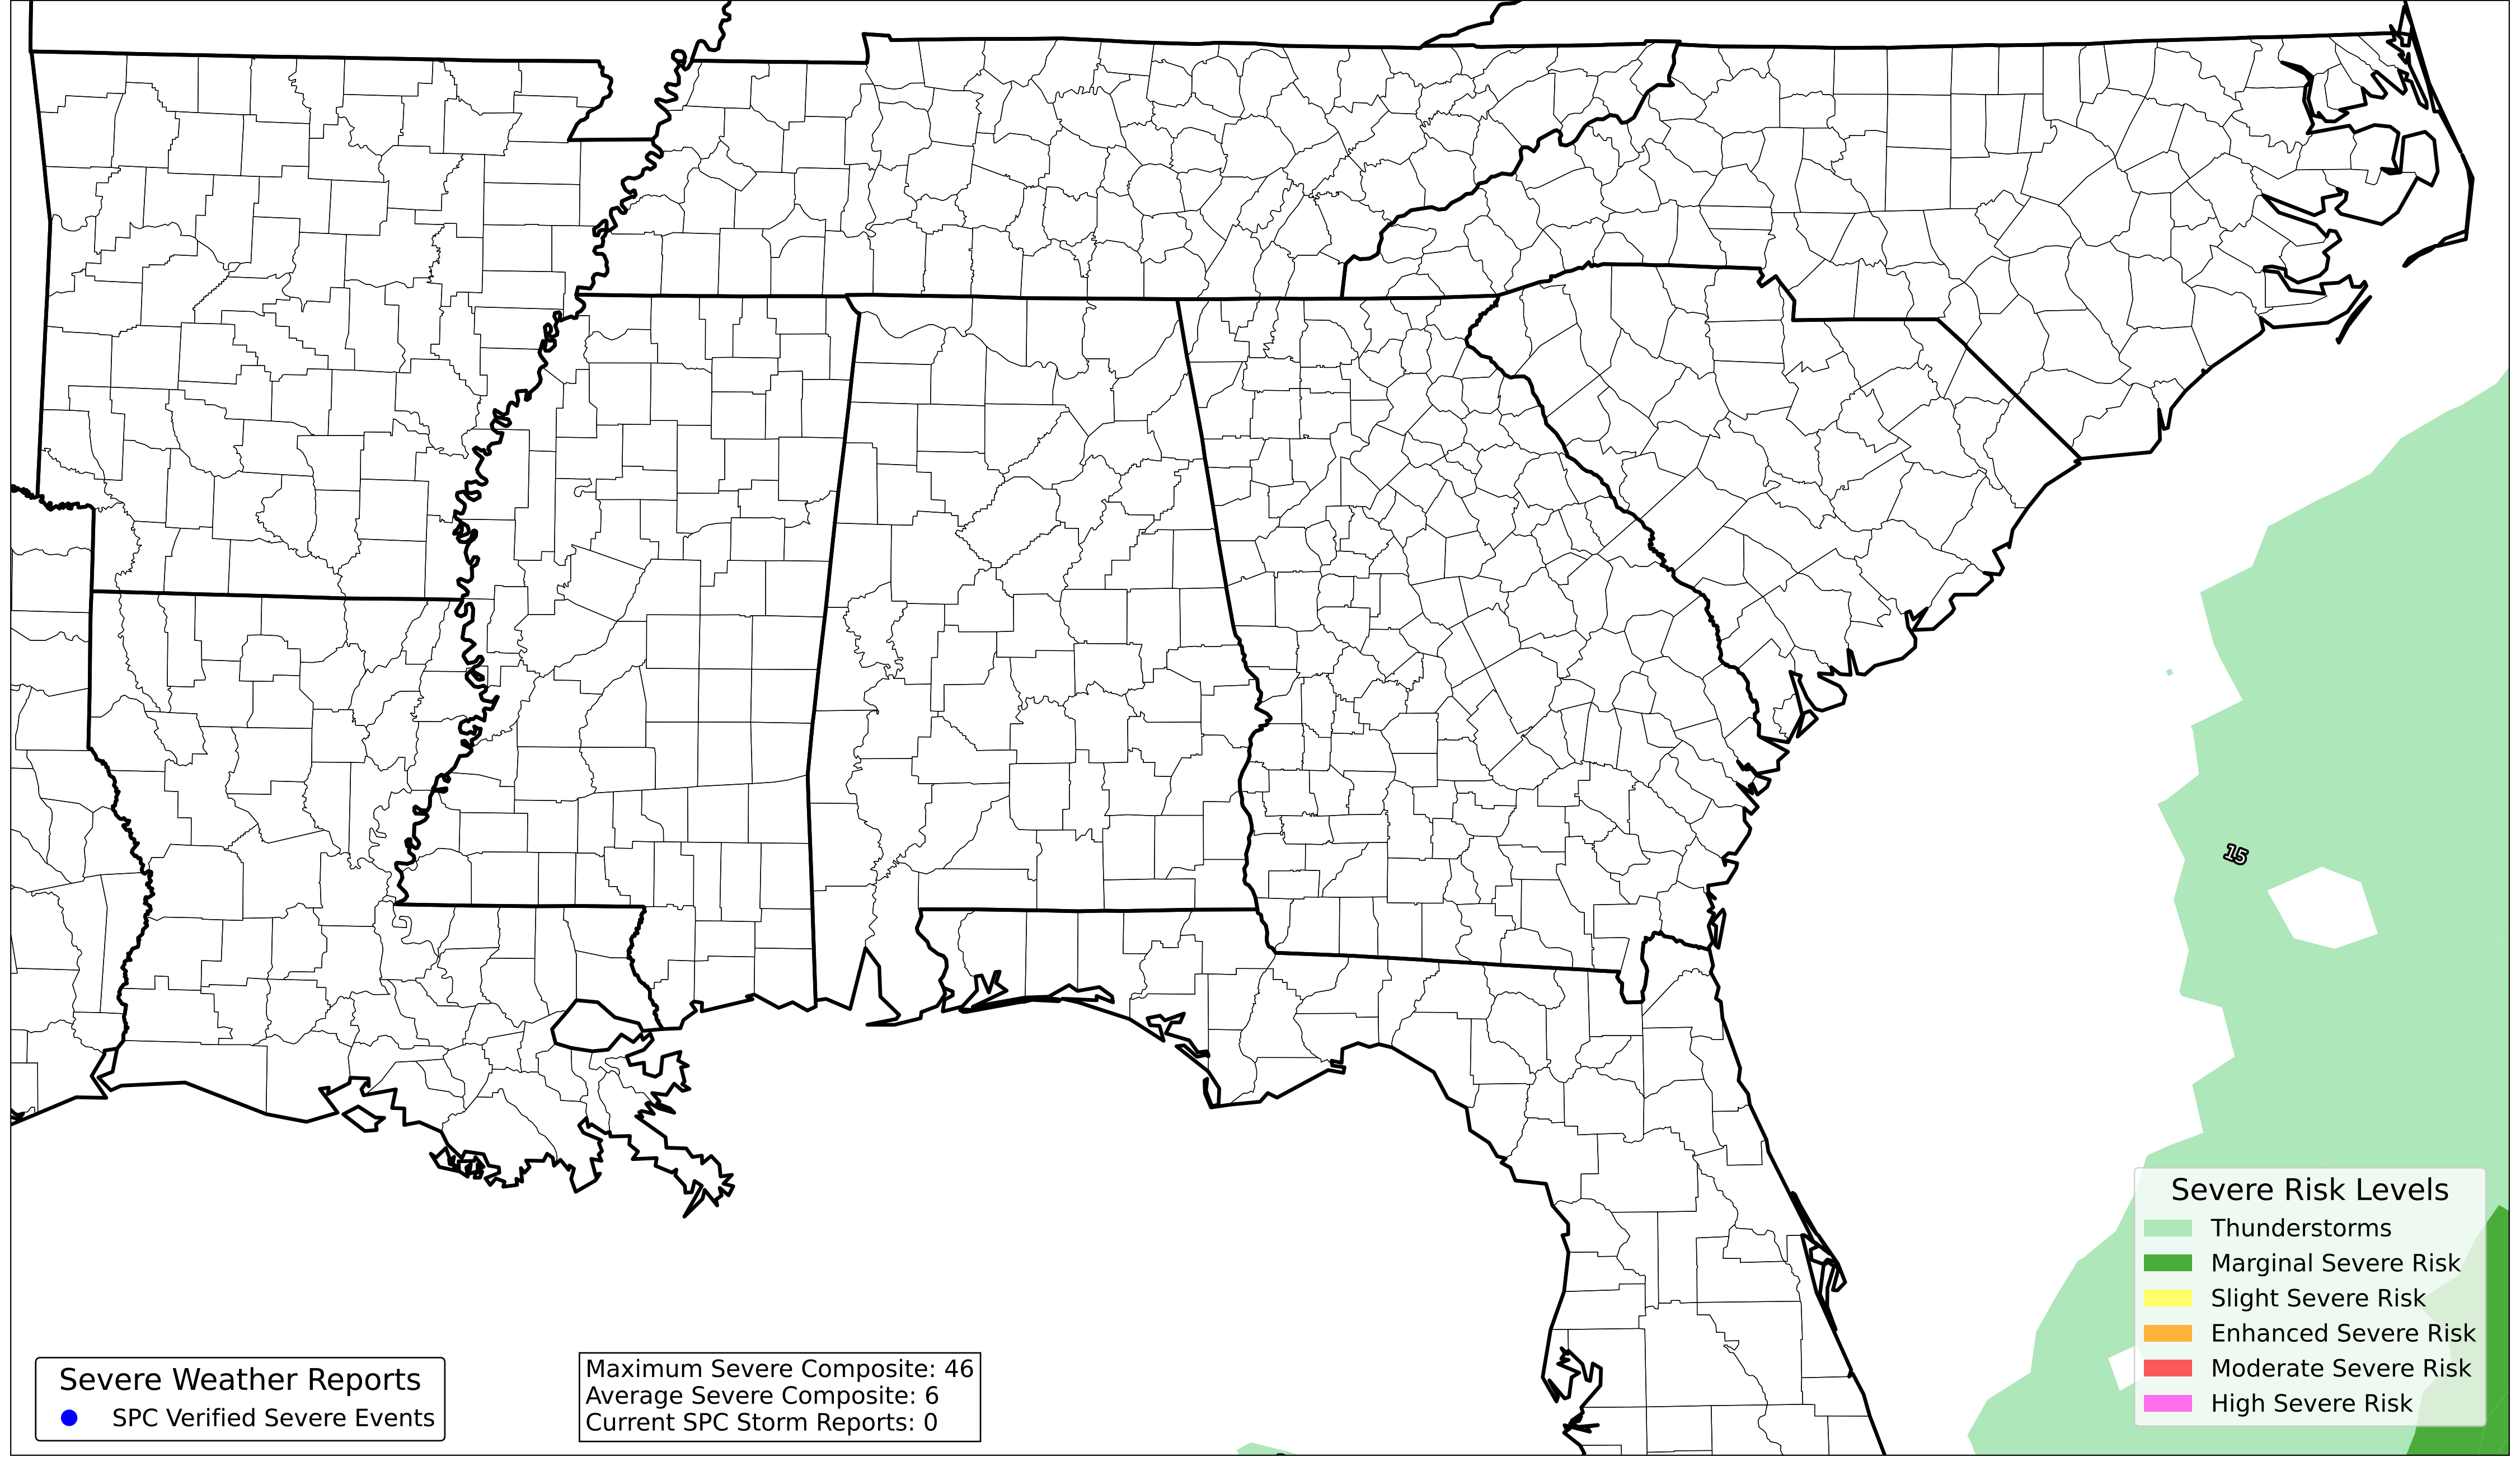 15
Severe Risk Levels
Thunderstorms
Marginal Severe Risk
Slight Severe Risk
Enhanced Severe Risk
Moderate Severe Risk
High Severe Risk
Severe Weather Reports
SPC Verified Severe Events
Maximum Severe Composite: 46
Average Severe Composite: 6
Current SPC Storm Reports: 0